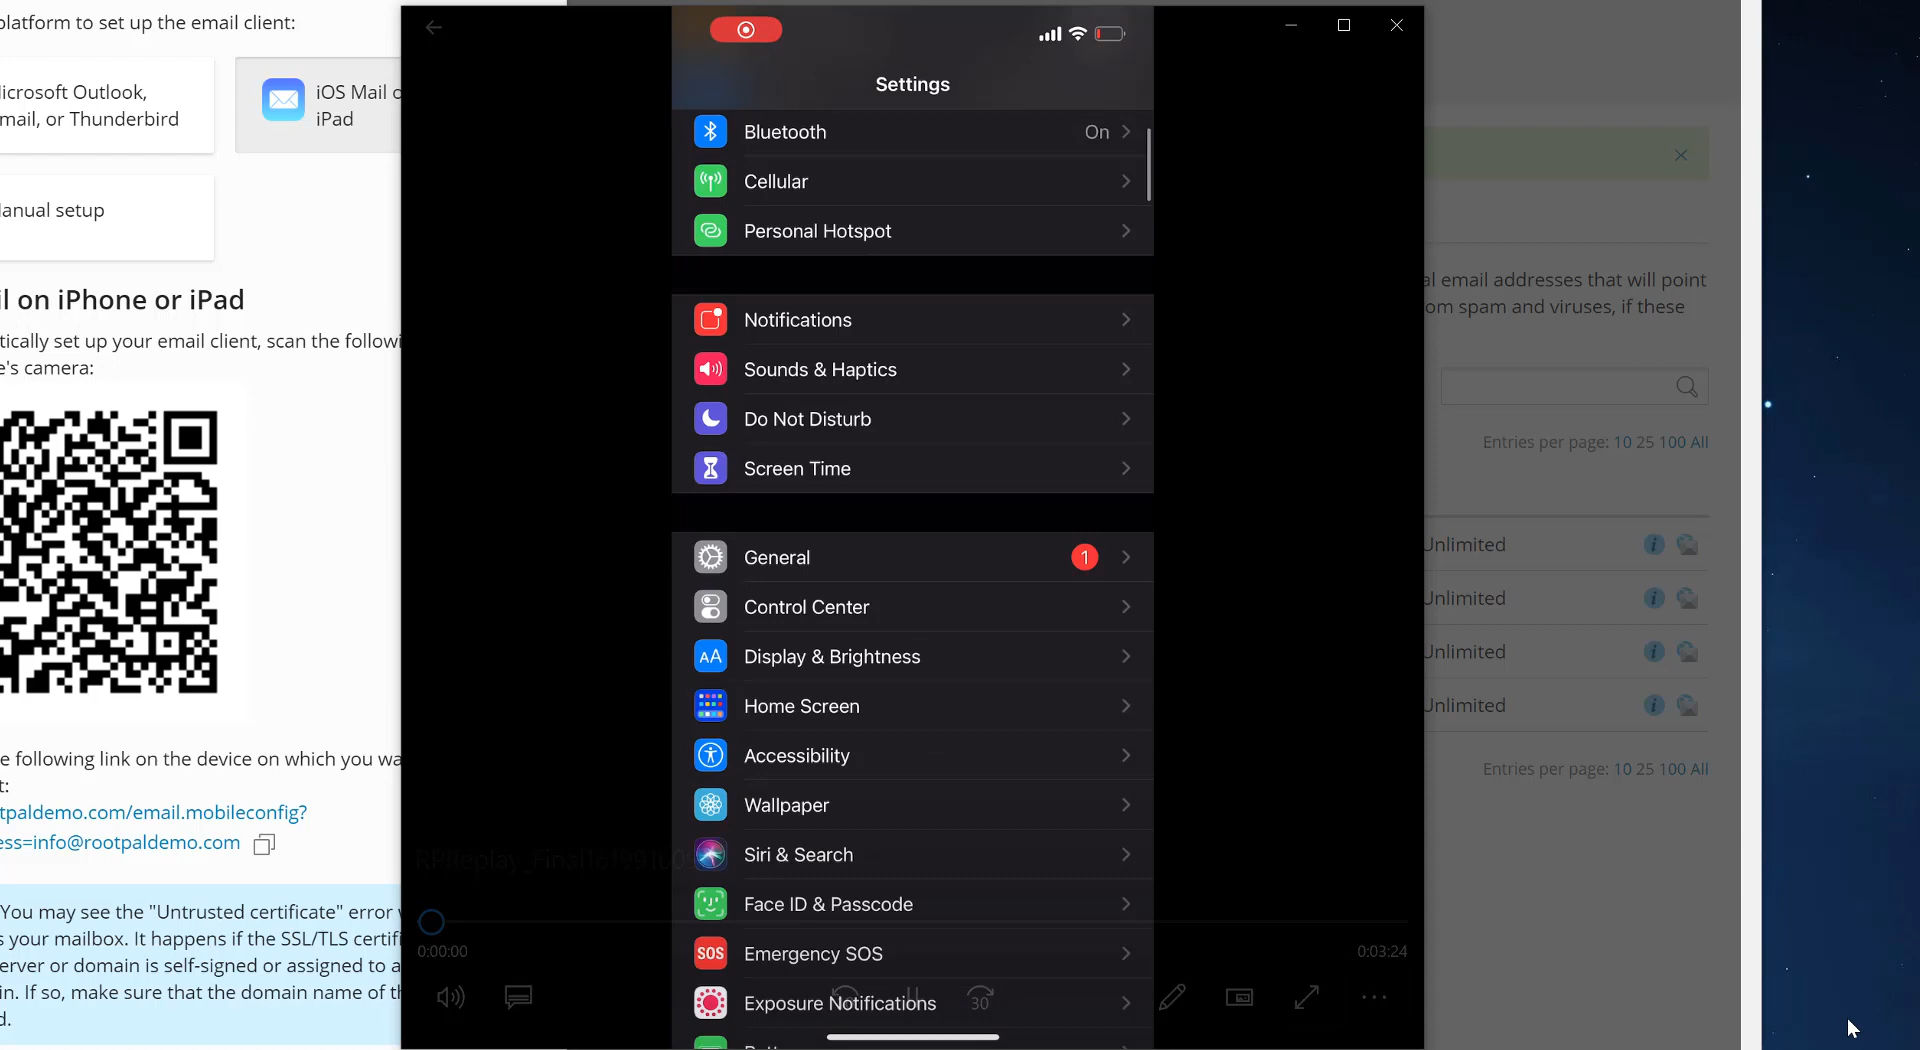 platform to set up the email client:
icrosoft Outlook,
mail, or Thunderbird
iOS Mail o
iPad
anual setup
il on iPhone or iPad
tically set up your email client, scan the followi
e's camera:
e following link on the device on which you wa
t:
tpaldemo.com/email.mobileconfig?
ess=info@rootpaldemo.com
You may see the "Untrusted certificate" error
s your mailbox. It happens if the SSL/TLS certifi
erver or domain is self-signed or assigned to a
in. If so, make sure that the domain name of th
d.
Settings
Bluetooth On
Cellular
Personal Hotspot
Notifications
Sounds & Haptics
Do Not Disturb
Screen Time
General 1
Control Center
AA Display & Brightness
Home Screen
Accessibility
Wallpaper
Siri & Search
Face ID & Passcode
SOS Emergency SOS
Exposure Notifications
0:00:00
0:03:24
30
al email addresses that will point
om spam and viruses, if these
Entries per page: 10 25 100 All
Unlimited
Unlimited
Unlimited
Unlimited
Entries per page: 10 25 100 All